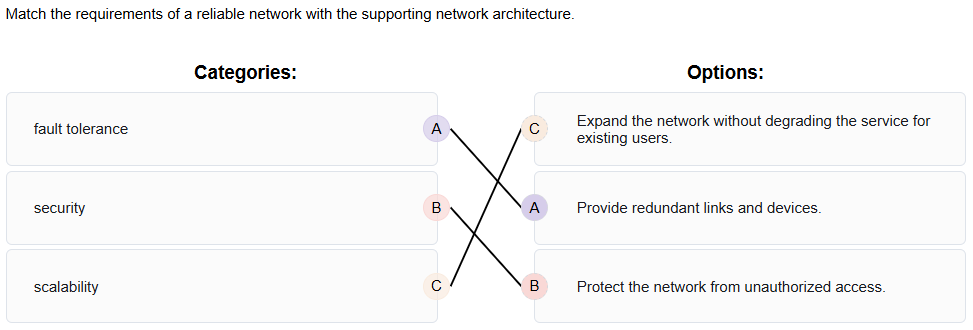 Match the requirements of a reliable network with the supporting network architecture.
Categories:
Options:
fault tolerance
A
C
Expand the network without degrading the service for
existing users.
security
B
A
Provide redundant links and devices.
scalability
C
B
Protect the network from unauthorized access.